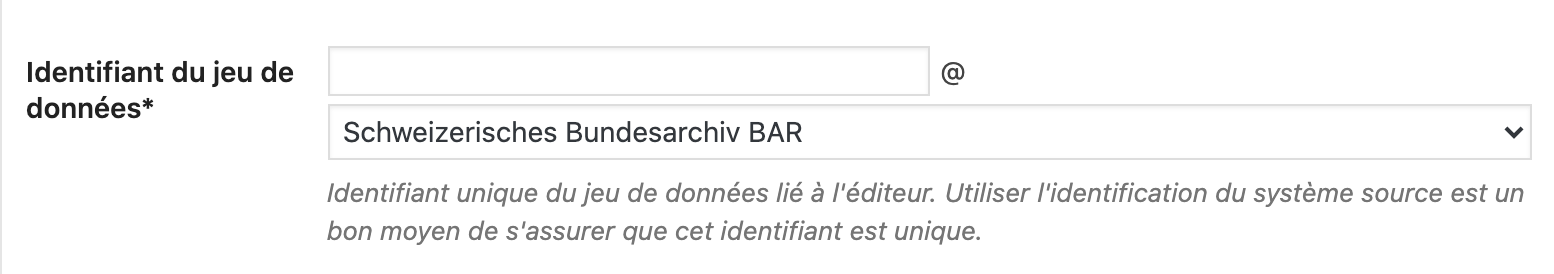 Identifiant du jeu de
données*
@
Schweizerisches Bundesarchiv BAR
Identifiant unique du jeu de données lié à l'éditeur. Utiliser l'identification du système source est un
bon moyen de s'assurer que cet identifiant est unique.